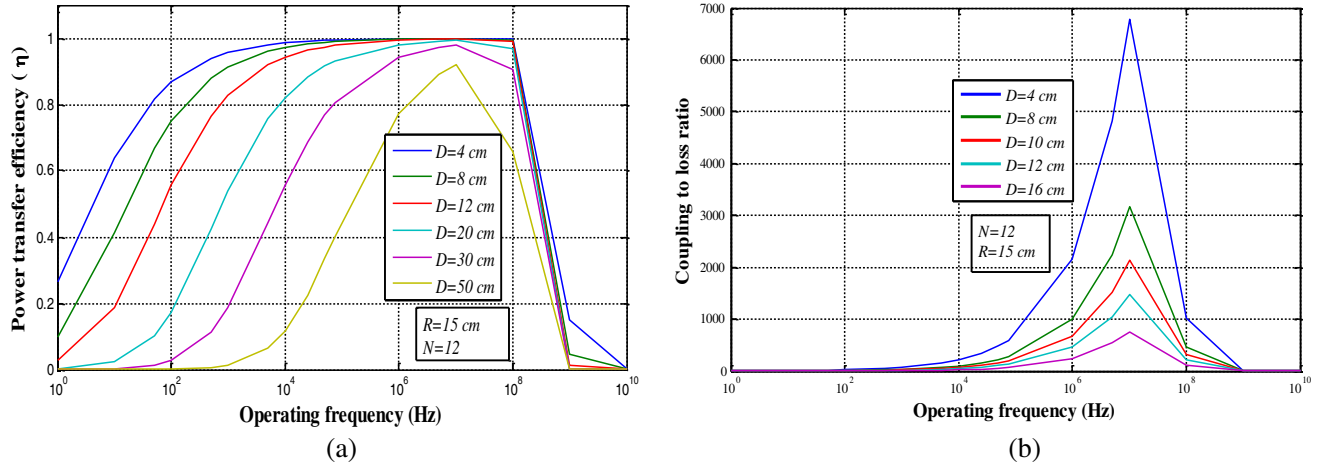 Power transfer efficiency ( η)
1
0.8
0.6
0.4
0.2
0
D=4 cm
D=8 cm
D=12 cm
D=20 cm
D=30 cm
D=50 cm
R=15 cm
N=12
10^0
10^2
10^4
10^6
10^8
10^10
Operating frequency (Hz)
(a)
Coupling to loss ratio
7000
6000
5000
4000
3000
2000
1000
0
D=4 cm
D=8 cm
D=10 cm
D=12 cm
D=16 cm
N=12
R=15 cm
10^0
10^2
10^4
10^6
10^8
10^10
Operating frequency (Hz)
(b)